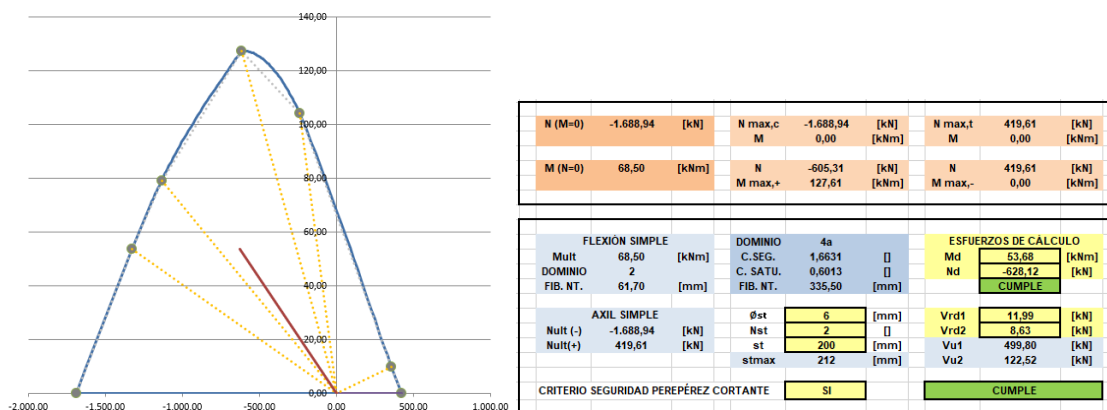 140,00
120,00
100,00
80,00
60,00
40,00
20,00
0,00
-2.000,00 -1.500,00 -1.000,00 -500,00 0,00 500,00 1.000,00
N (M=0) -1.688,94 [kN] N max,c -1.688,94 [kN] N max,t 419,61 [kN]
M 0,00 [kNm] M 0,00 [kNm]
M (N=0) 68,50 [kNm] N -605,31 [kN] N 419,61 [kN]
M max,+ 127,61 [kNm] M max,- 0,00 [kNm]
FLEXIÓN SIMPLE DOMINIO 4a ESFUERZOS DE CÁLCULO
Mult 68,50 [kNm] C.SEG. 1,6631 [] Md 53,68 [kNm]
DOMINIO 2 C. SATU. 0,6013 [] Nd -628,12 [kN]
FIB. NT. 61,70 [mm] FIB. NT. 335,50 [mm] CUMPLE
AXIL SIMPLE Øst 6 [mm] Vrd1 11,99 [kN]
Nult (-) -1.688,94 [kN] Nst 2 [] Vrd2 8,63 [kN]
Nult(+) 419,61 [kN] st 200 [mm] Vu1 499,80 [kN]
stmax 212 [mm] Vu2 122,52 [kN]
CRITERIO SEGURIDAD PEREPÉREZ CORTANTE SI CUMPLE